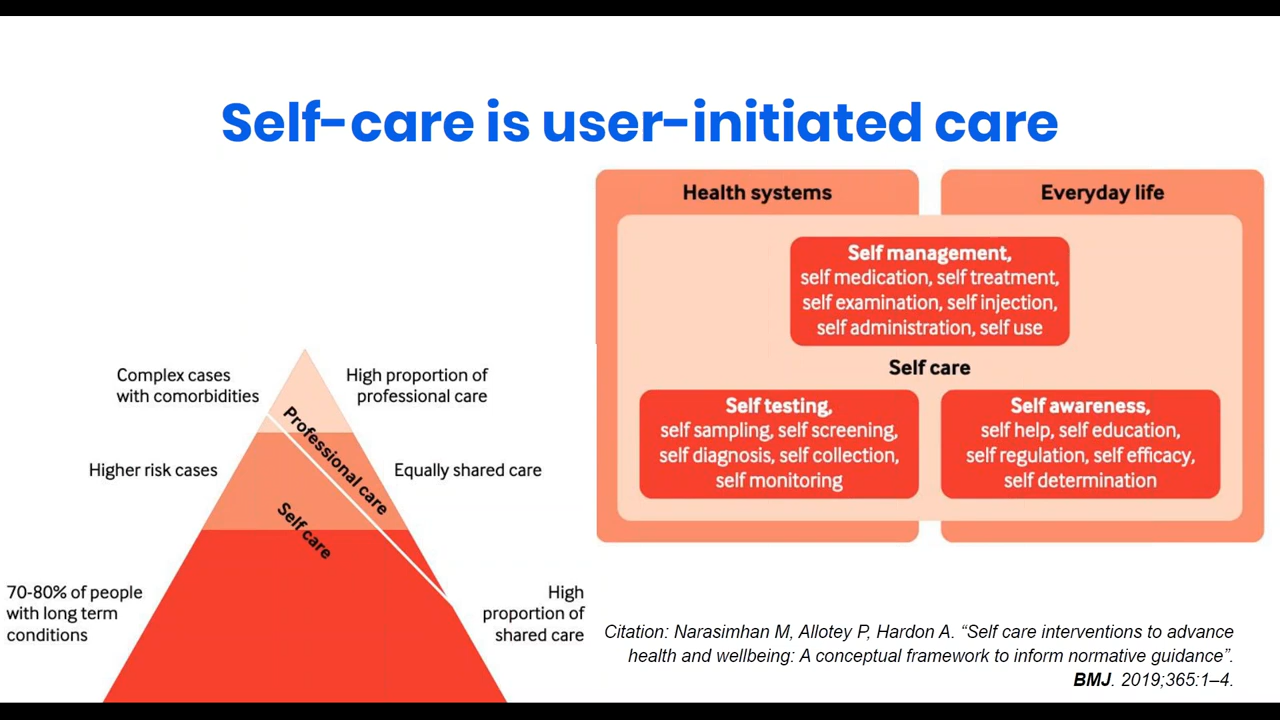 Self-care is user-initiated care
Complex cases
with comorbidities
High proportion of
professional care
Professional care
Higher risk cases
Equally shared care
Self care
70-80% of people
with long term
conditions
High
proportion of
shared care
Health systems
Everyday life
Self management,
self medication, self treatment,
self examination, self injection,
self administration, self use
Self care
Self testing,
self sampling, self screening,
self diagnosis, self collection,
self monitoring
Self awareness,
self help, self education,
self regulation, self efficacy,
self determination
Citation: Narasimhan M, Allotey P, Hardon A. “Self care interventions to advance
health and wellbeing: A conceptual framework to inform normative guidance”.
BMJ. 2019;365:1–4.